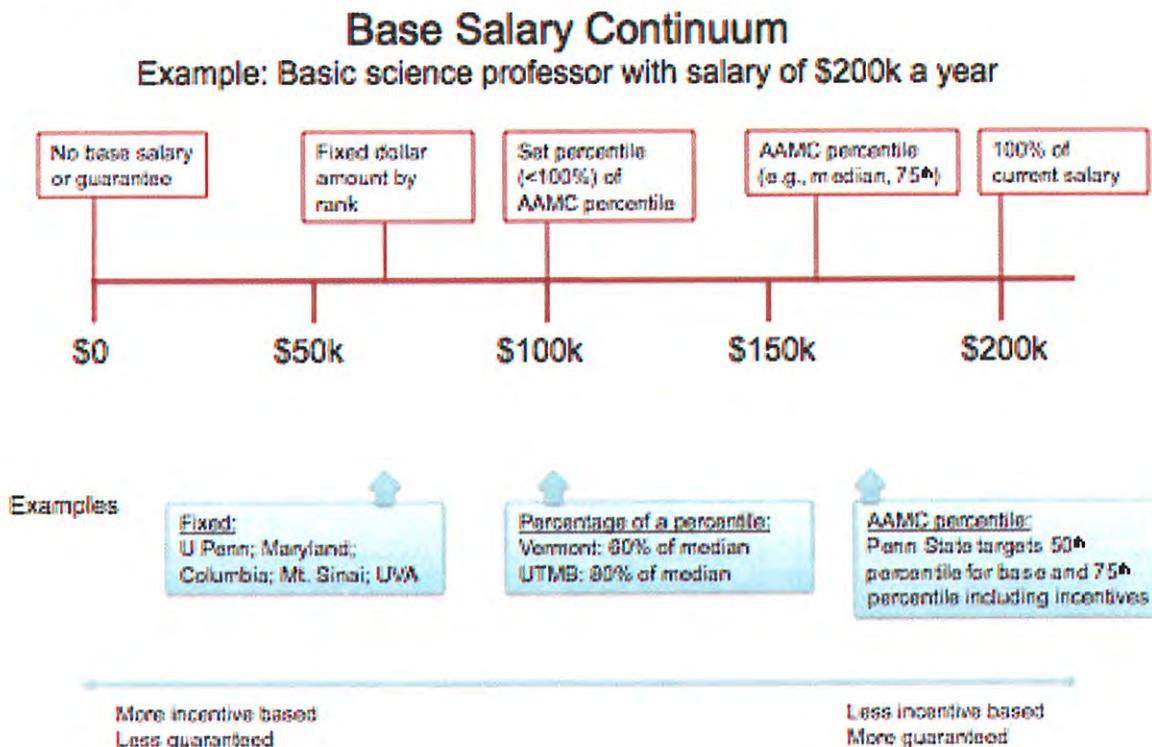 Base Salary Continuum
Example: Basic science professor with salary of $200k a year
No base salary
or guarantee
Fixed dollar
amount by
rank
Set percentile
(<100%) of
AAMC percentile
AAMC percentile
(e.g., median, 75th)
100% of
current salary
$0
$50k
$100k
$150k
$200k
Examples
Fixed:
U Penn; Maryland;
Columbia; Mt. Sinai; UVA
Percentage of a percentile:
Vermont: 60% of median
UTMB: 80% of median
AAMC percentile:
Penn State targets 50th
percentile for base and 75th
percentile including incentives
More incentive based
Less guaranteed
Less incentive based
More guaranteed